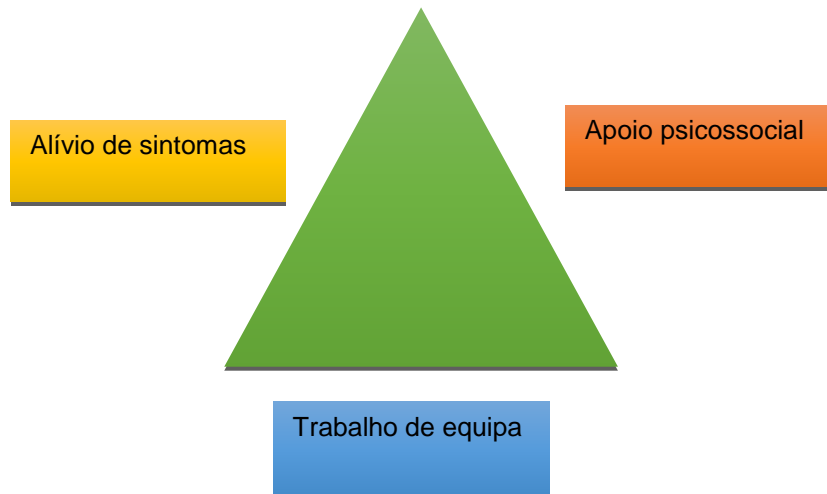 Alívio de sintomas
Apoio psicossocial
Trabalho de equipa